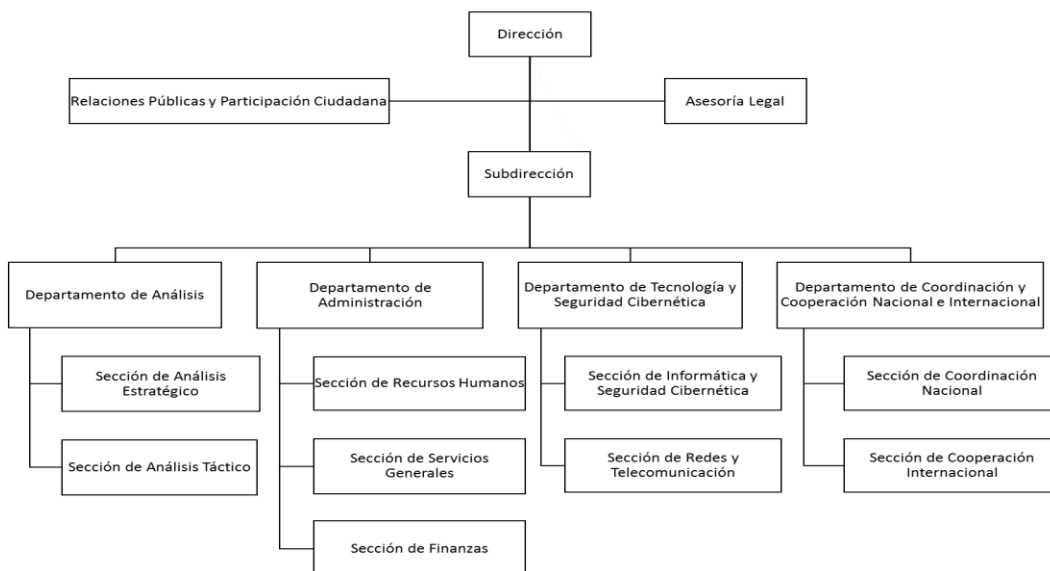 Dirección
Relaciones Públicas y Participación Ciudadana
Asesoría Legal
Subdirección
Departamento de Análisis
Departamento de
Administración
Departamento de Tecnología y
Seguridad Cibernética
Departamento de Coordinación y
Cooperación Nacional e Internacional
Sección de Análisis
Estratégico
Sección de Recursos Humanos
Sección de Informática y
Seguridad Cibernética
Sección de Coordinación
Nacional
Sección de Análisis Táctico
Sección de Servicios
Generales
Sección de Redes y
Telecomunicación
Sección de Cooperación
Internacional
Sección de Finanzas